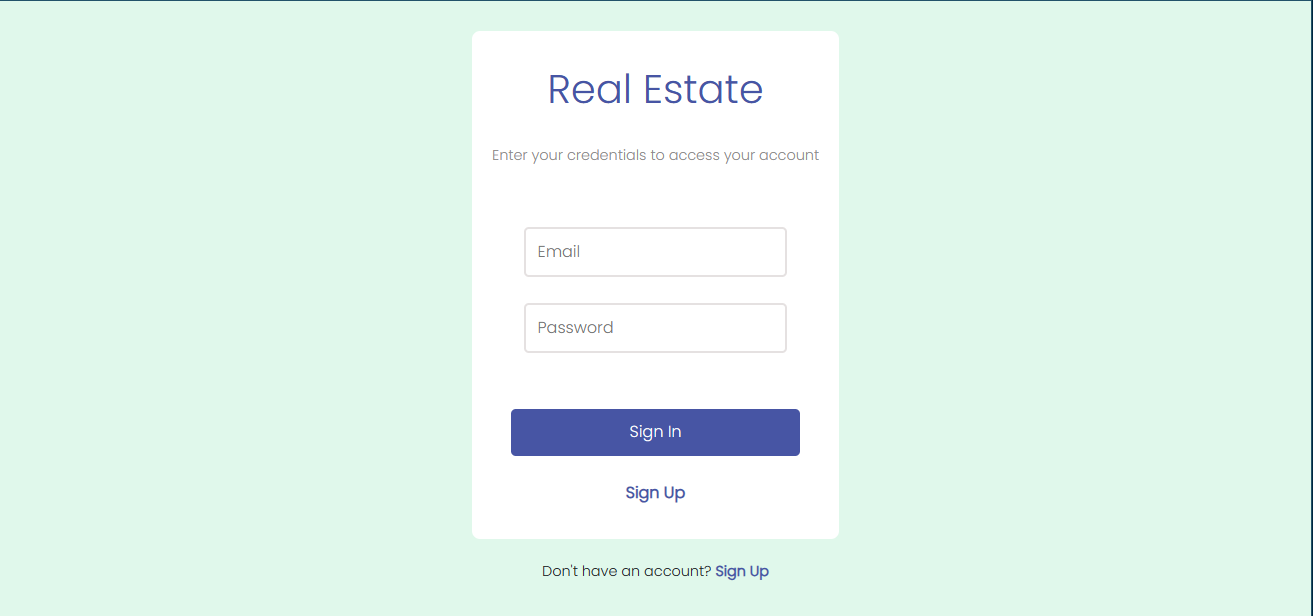 Real Estate
Enter your credentials to access your account
Email
Password
Sign In
Sign Up
Don't have an account? Sign Up